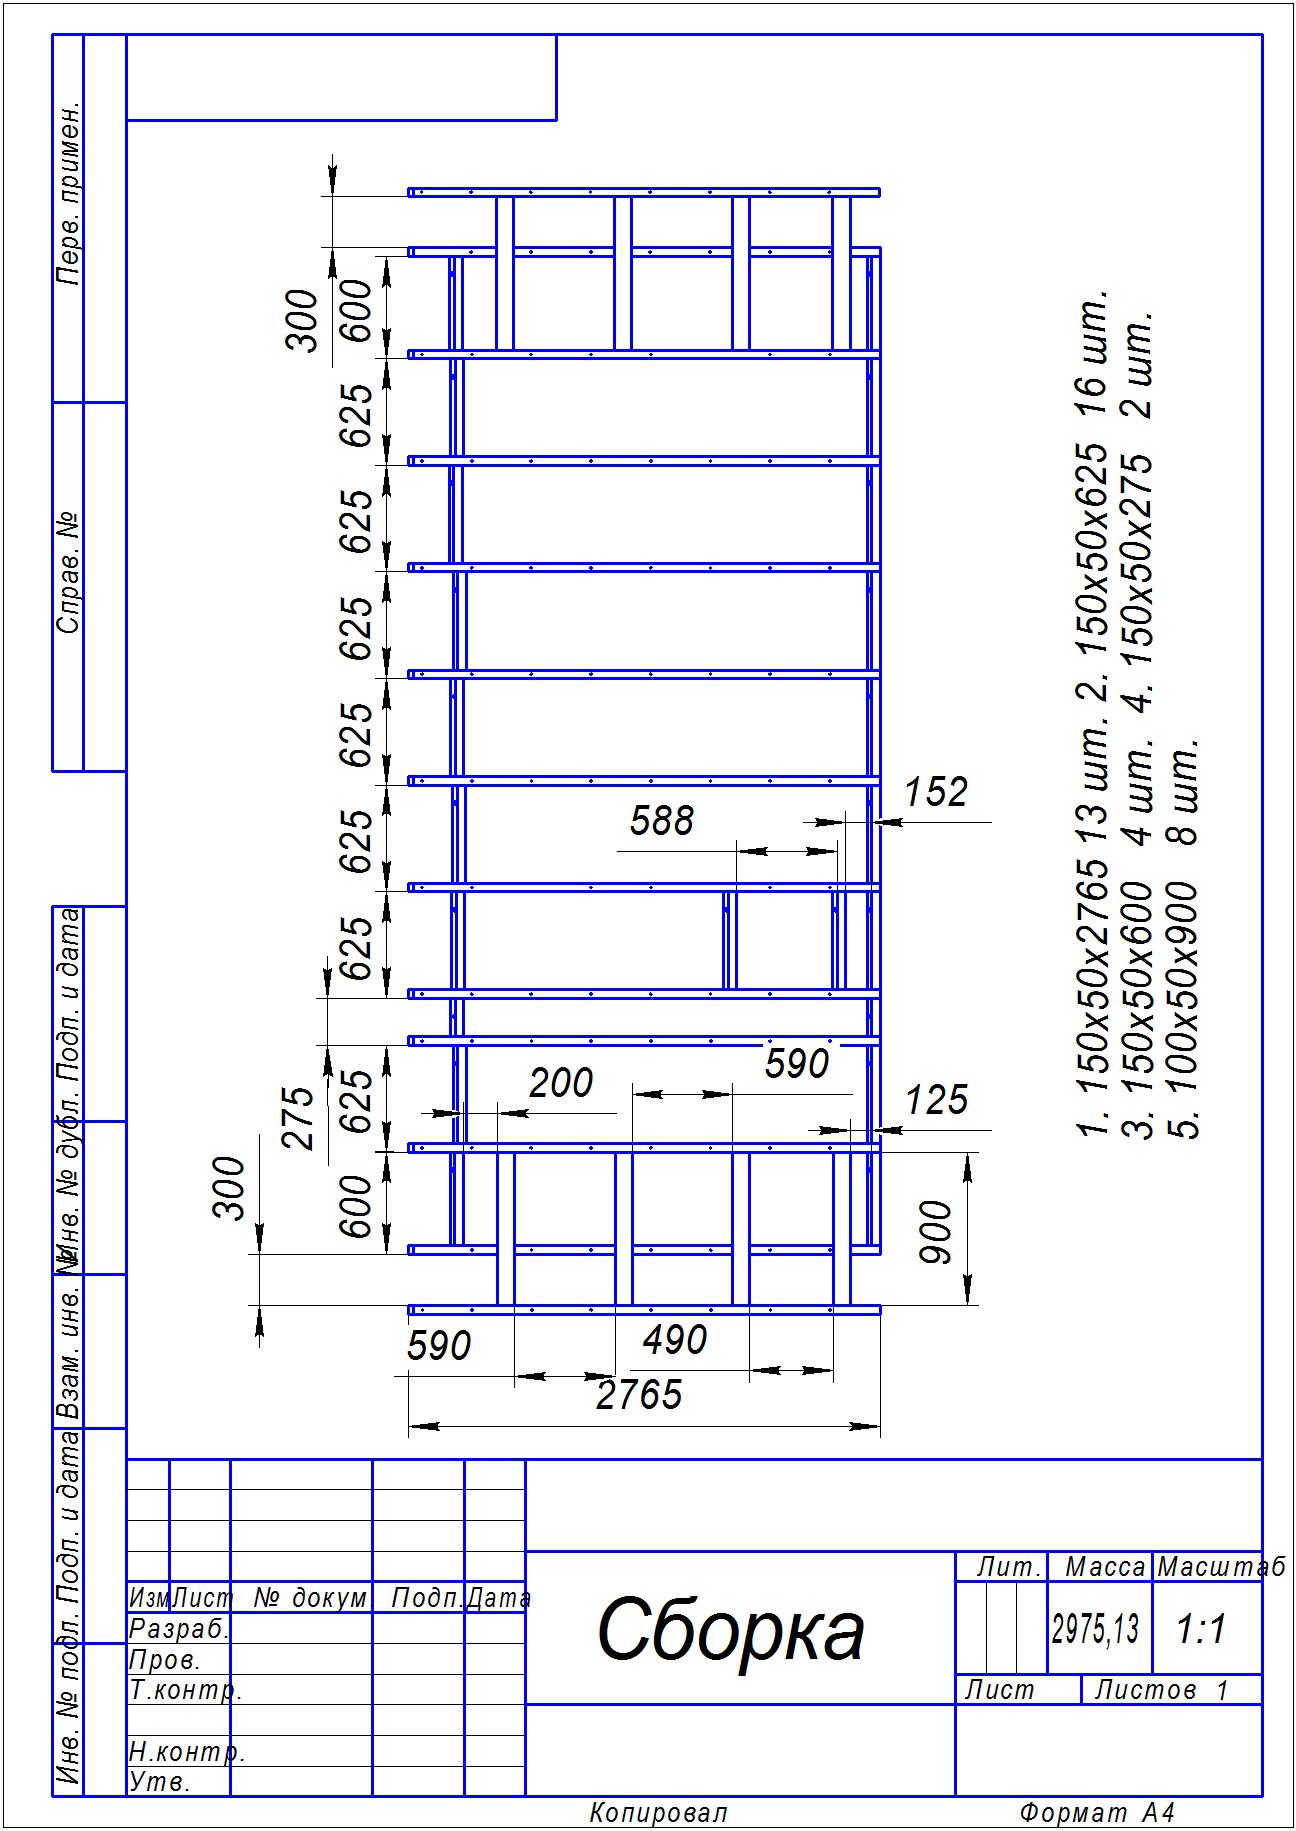 Перв. примен.
Справ. №
Подп. и дата
Инв. № дубл.
Взам. инв. №
Подп. и дата
Инв. № подл.
300
600
625
625
625
625
625
625
275
625
600
300
152
588
590
200
125
900
590
490
2765
1. 150x50x2765 13 шт. 2. 150x50x625 16 шт.
3. 150x50x600 4 шт. 4. 150x50x275 2 шт.
5. 100x50x900 8 шт.
Изм Лист № докум. Подп. Дата
Разраб.
Пров.
Т.контр.
Н.контр.
Утв.
Сборка
Лит. Масса Масштаб
2975,13 1:1
Лист Листов 1
Копировал Формат А4